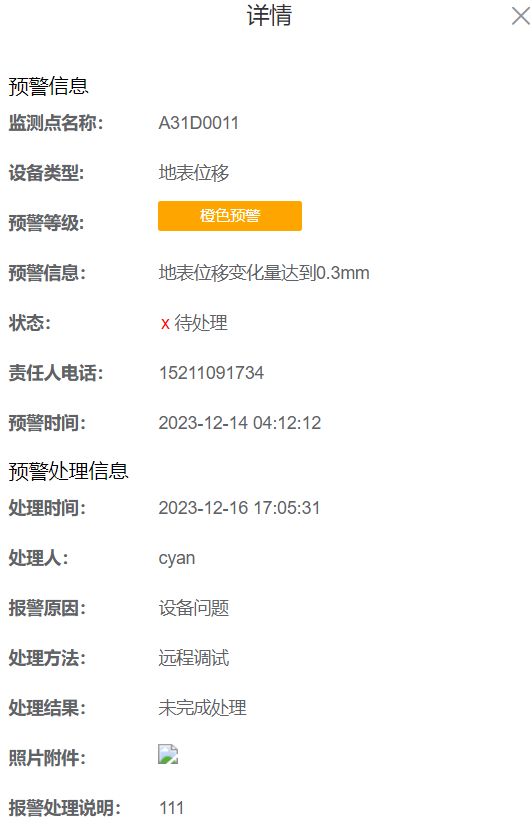 详情
预警信息
监测点名称: A31D0011
设备类型: 地表位移
预警等级: 橙色预警
预警信息: 地表位移变化量达到0.3mm
状态: x 待处理
责任人电话: 15211091734
预警时间: 2023-12-14 04:12:12
预警处理信息
处理时间: 2023-12-16 17:05:31
处理人: cyan
报警原因: 设备问题
处理方法: 远程调试
处理结果: 未完成处理
照片附件:
报警处理说明: 111